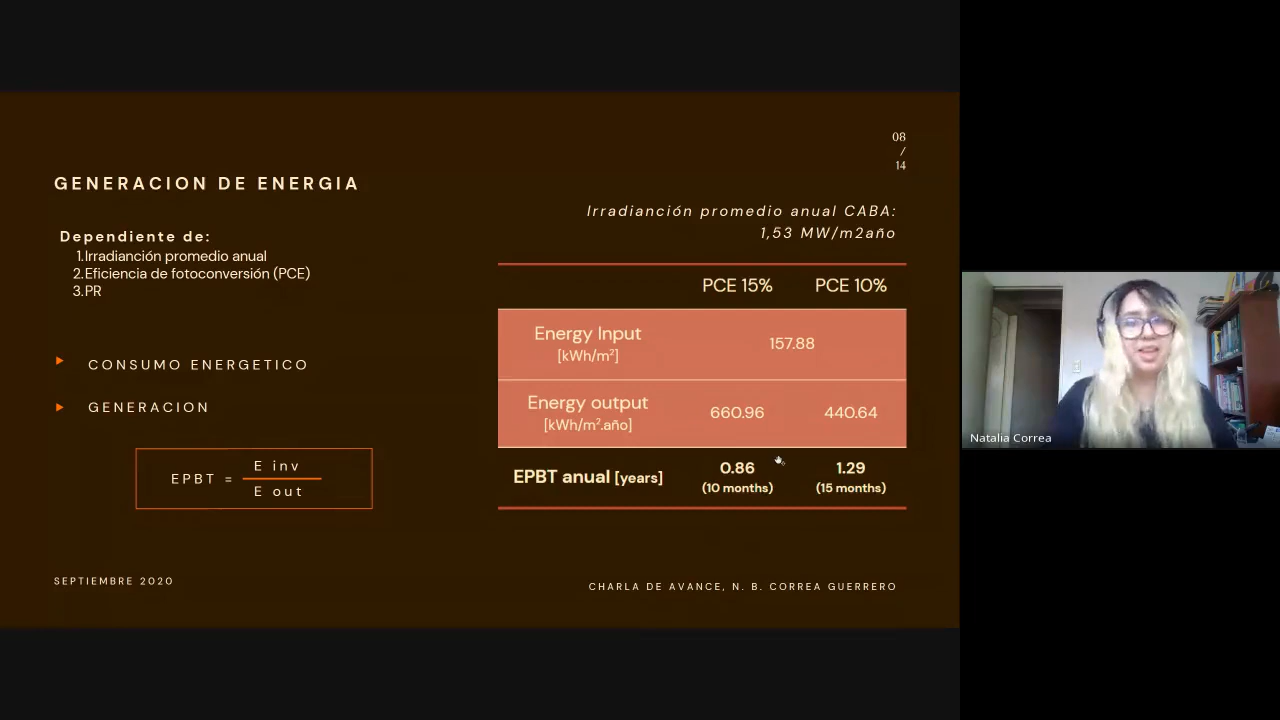 08
/
14
GENERACION DE ENERGIA
Irradianción promedio anual CABA:
1,53 MW/m2año
Dependiente de:
1.Irradianción promedio anual
2.Eficiencia de fotoconversión (PCE)
3.PR
CONSUMO ENERGETICO
GENERACION
EPBT = E inv
E out
PCE 15% PCE 10%
Energy Input
[kWh/m²] 157.88
Energy output
[kWh/m².año] 660.96 440.64
EPBT anual [years] 0.86 1.29
(10 months) (15 months)
SEPTIEMBRE 2020
CHARLA DE AVANCE, N. B. CORREA GUERRERO
Natalia Correa